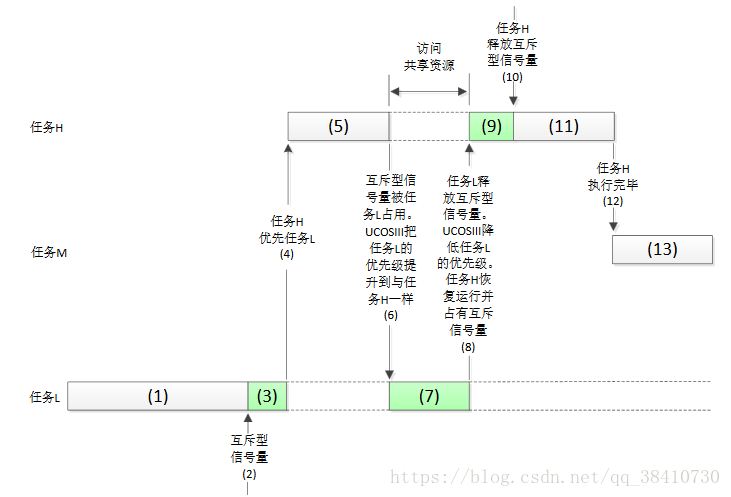 任务H
释放互斥
型信号量
(10)
访问
共享资源
任务H
(5)
(9)
(11)
任务H
优先任务L
(4)
互斥型信
号量被任
务L占用。
UCOSIII把
任务L的
优先级提
升到与任
务H一样
(6)
任务L释
放互斥型
信号量。
UCOSIII降
低任务L
的优先级。
任务H恢
复运行并
占有互斥
信号量
(8)
任务H
执行完毕
(12)
任务M
(13)
任务L
(1)
(3)
(7)
互斥型
信号量
(2)
https://blog.csdn.net/qq_38410730